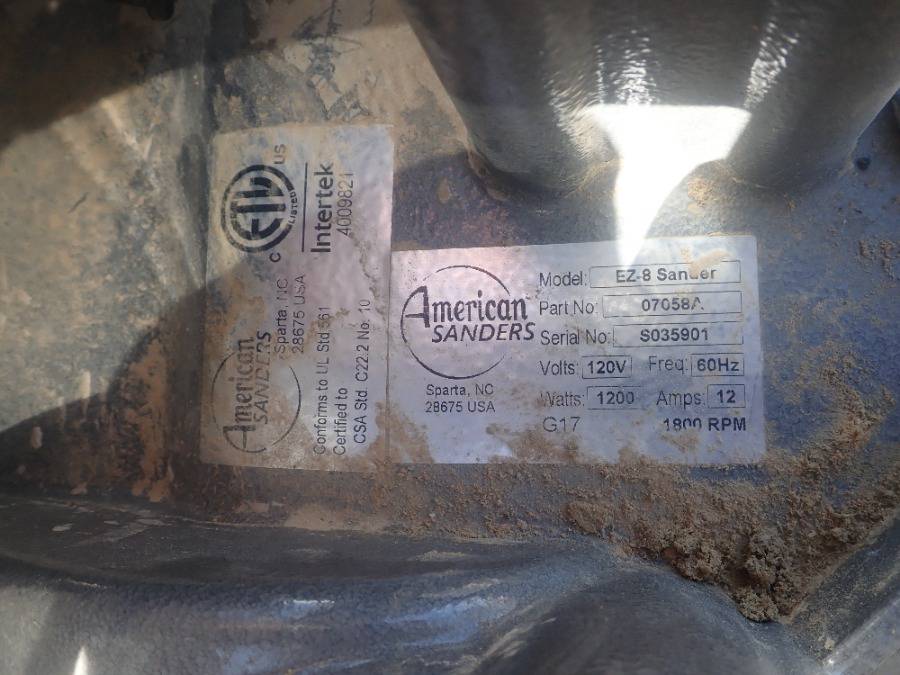 C ETL LISTED US
Intertek
4009821
American
SANDERS
Sparta, NC
28675 USA
Conforms to UL Std 561
Certified to
CSA Std. C22.2 No. 10
American
SANDERS
Sparta, NC
28675 USA
Model: EZ-8 Sander
Part No: 07058A
Serial No: S035901
Volts: 120V Freq: 60Hz
Watts: 1200 Amps: 12
G17 1800 RPM